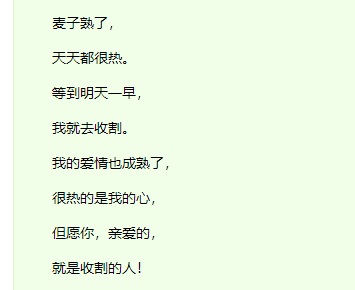 麦子熟了，
天天都很热。
等到明天一早，
我就去收割。
我的爱情也成熟了，
很热的是我的心，
但愿你，亲爱的，
就是收割的人！